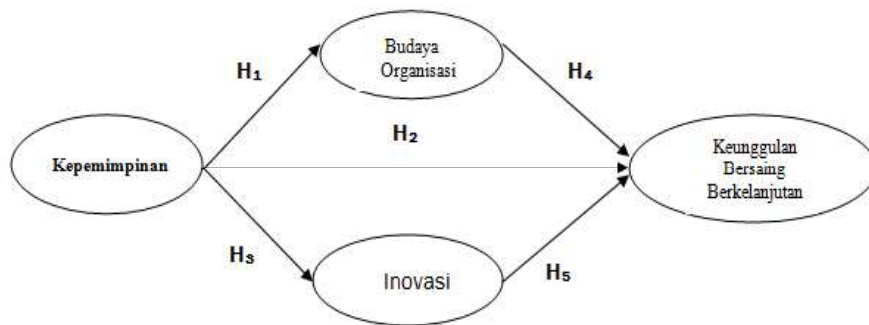 Budaya
Organisasi
H₁
H₄
H₂
Kepemimpinan
Keunggulan
Bersaing
Berkelanjutan
H₃
Inovasi
H₅